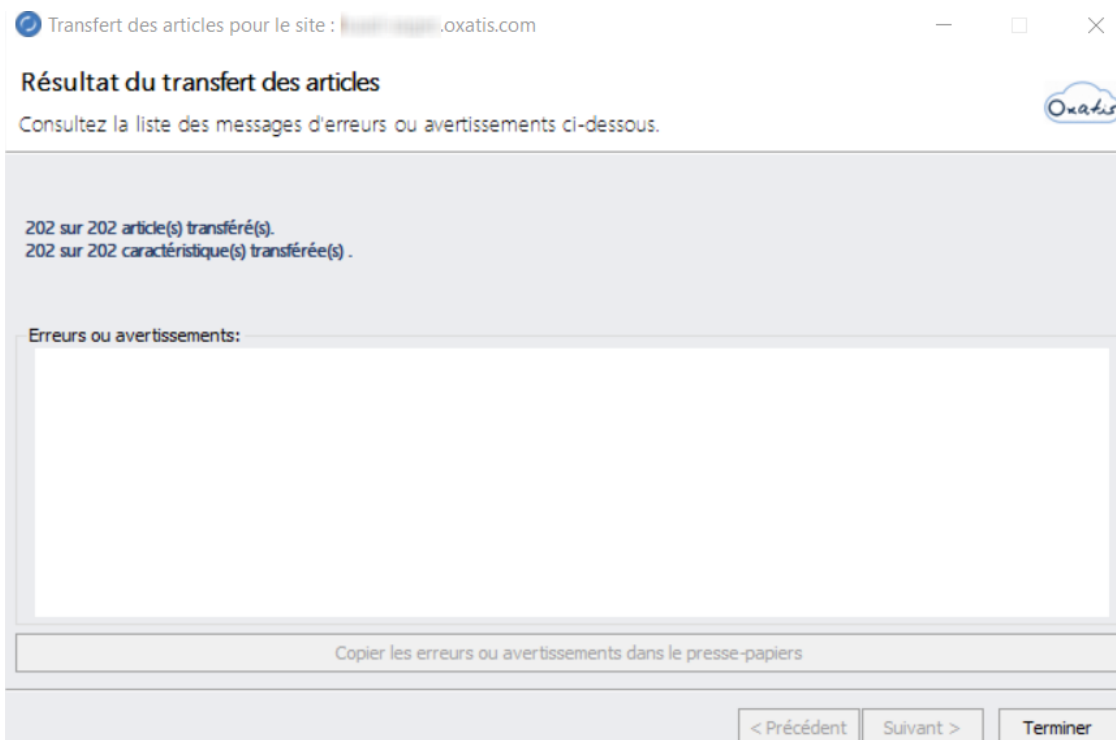 Transfert des articles pour le site : .oxatis.com
Résultat du transfert des articles
Consultez la liste des messages d'erreurs ou avertissements ci-dessous.
Oxatis
202 sur 202 article(s) transféré(s).
202 sur 202 caractéristique(s) transférée(s) .
Erreurs ou avertissements:
Copier les erreurs ou avertissements dans le presse-papiers
< Précédent
Suivant >
Terminer